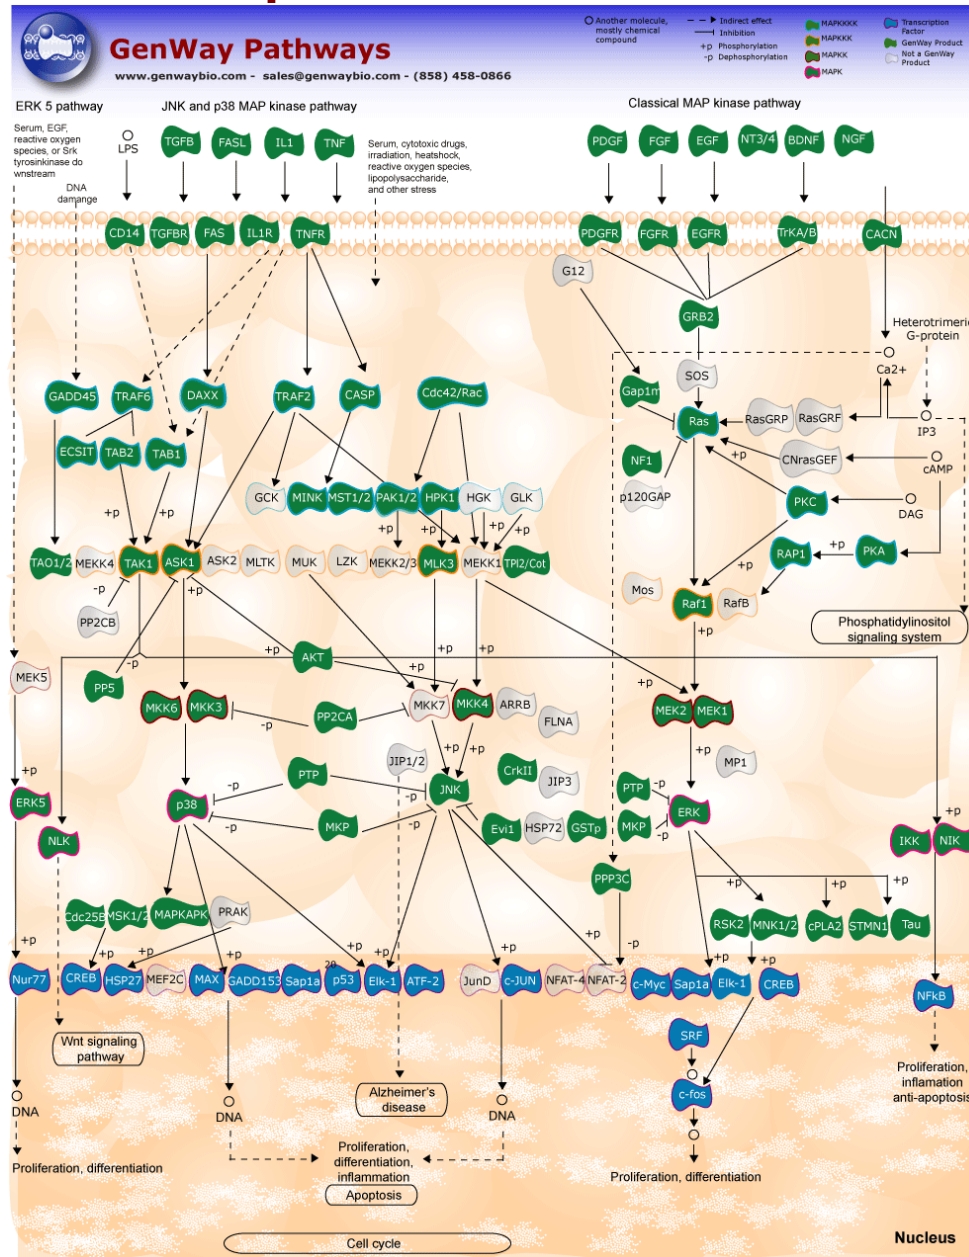 GenWay Pathways
www.genwaybio.com - sales@genwaybio.com - (858) 458-0866
Another molecule,
mostly chemical
compound
Indirect effect
Inhibition
+p Phosphorylation
-p Dephosphorylation
MAPKKKK
MAPKKK
MAPKK
MAPK
Transcription
Factor
GenWay Product
Not a GenWay
Product
ERK 5 pathway
JNK and p38 MAP kinase pathway
Classical MAP kinase pathway
Serum, EGF,
reactive oxygen
species, or Srk
tyrosinkinase do
wnstream
DNA
damage
LPS
TGFB
FASL
IL1
TNF
Serum, cytotoxic drugs,
irradiation, heatshock,
reactive oxygen species,
lipopolysaccharide,
and other stress
PDGF
FGF
EGF
NT3/4
BDNF
NGF
CD14
TGFBR
FAS
IL1R
TNFR
PDGFR
FGFR
EGFR
TrKA/B
CACN
G12
GRB2
Heterotrimeric
G-protein
Ca2+
SOS
GADD45
TRAF6
DAXX
TRAF2
CASP
Cdc42/Rac
Gap1m
Ras
RasGRP
RasGRF
IP3
ECSIT
TAB2
TAB1
NF1
CNrasGEF
cAMP
GCK
MINK
MST1/2
PAK1/2
HPK1
HGK
GLK
p120GAP
+p
PKC
DAG
+p
+p
+p
+p
+p
TAO1/2
MEKK4
TAK1
ASK1
ASK2
MLTK
MUK
LZK
MEKK2/3
MLK3
MEKK1
TPl2/Cot
RAP1
+p
PKA
+p
-p
+p
Mos
Raf1
RafB
PP2CB
Phosphatidylinositol
signaling system
+p
-p
+p
AKT
+p
+p
+p
MEK5
PP5
+p
MKK6
MKK3
-p
PP2CA
-p
MKK7
MKK4
ARRB
FLNA
MEK2
MEK1
+p
+p
JIP1/2
+p
MP1
+p
PTP
-p
-p
JNK
CrkII
JIP3
PTP
-p
ERK5
p38
-p
MKP
-p
Evi1
HSP72
GSTp
MKP
-p
ERK
+p
NLK
IKK
NIK
PPP3C
+p
+p
+p
Cdc25B
MSK1/2
MAPKAPK
PRAK
RSK2
MNK1/2
cPLA2
STMN1
Tau
+p
+p
+p
+p
+p
+p
+p
-p
+p
+p
Nur77
CREB
HSP27
MEF2C
MAX
GADD153
Sap1a
20
p53
Elk-1
ATF-2
JunD
c-JUN
NFAT-4
NFAT-2
c-Myc
Sap1a
Elk-1
CREB
NFkB
Wnt signaling
pathway
SRF
Proliferation,
inflamation
anti-apoptosis
DNA
DNA
Alzheimer's
disease
DNA
c-fos
Proliferation, differentiation
Proliferation,
differentiation,
inflammation
Apoptosis
Proliferation, differentiation
Cell cycle
Nucleus